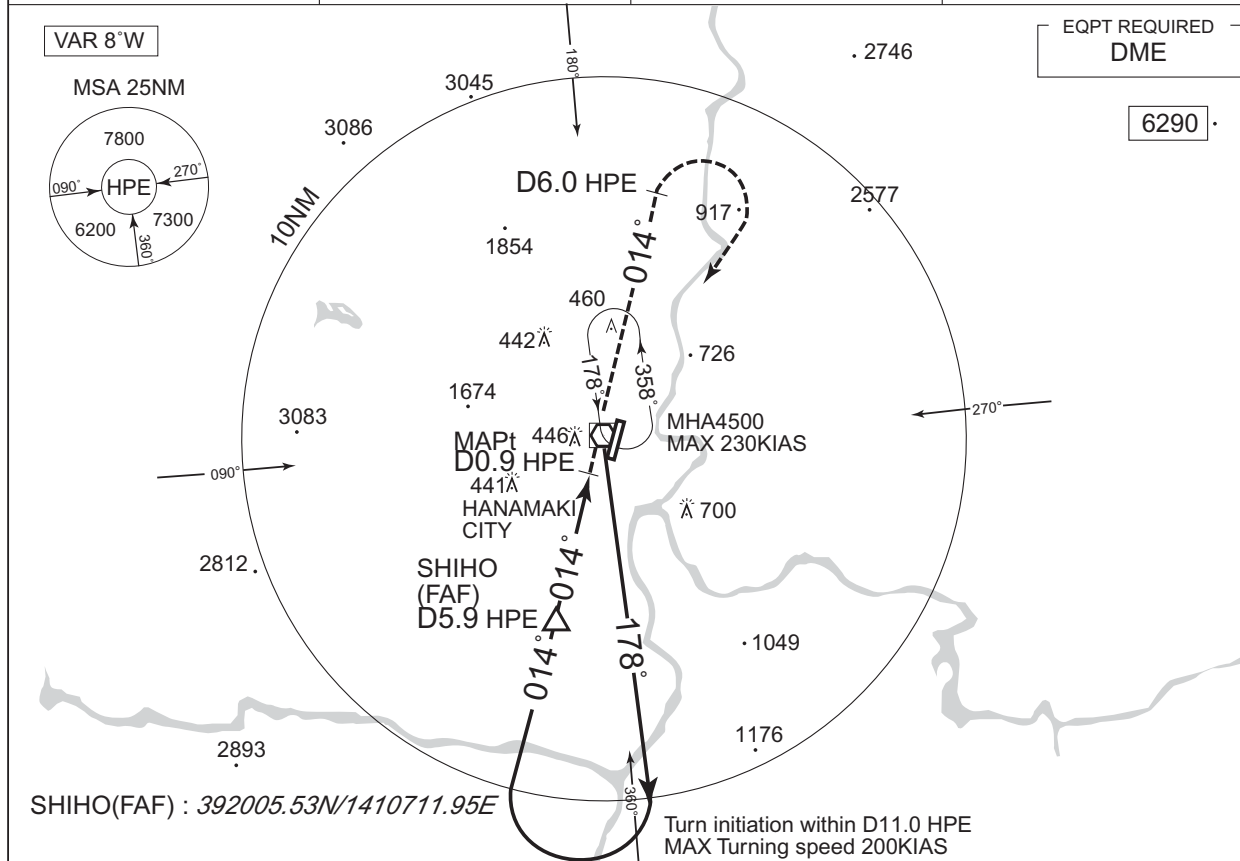 VAR 8˚W
MSA 25NM
7800
090˚
HPE
270˚
6200
7300
360˚
EQPT REQUIRED
DME
6290
2746
180˚
3045
3086
10NM
D6.0 HPE
917
2577
1854
014˚
460
442
178˚
358˚
726
1674
3083
MAPt
446
D0.9 HPE
MHA4500
MAX 230KIAS
270˚
090˚
441
HANAMAKI
CITY
700
2812
014˚
SHIHO
(FAF)
D5.9 HPE
178˚
014˚
1049
1176
2893
360˚
SHIHO(FAF) : 392005.53N/1410711.95E
Turn initiation within D11.0 HPE
MAX Turning speed 200KIAS